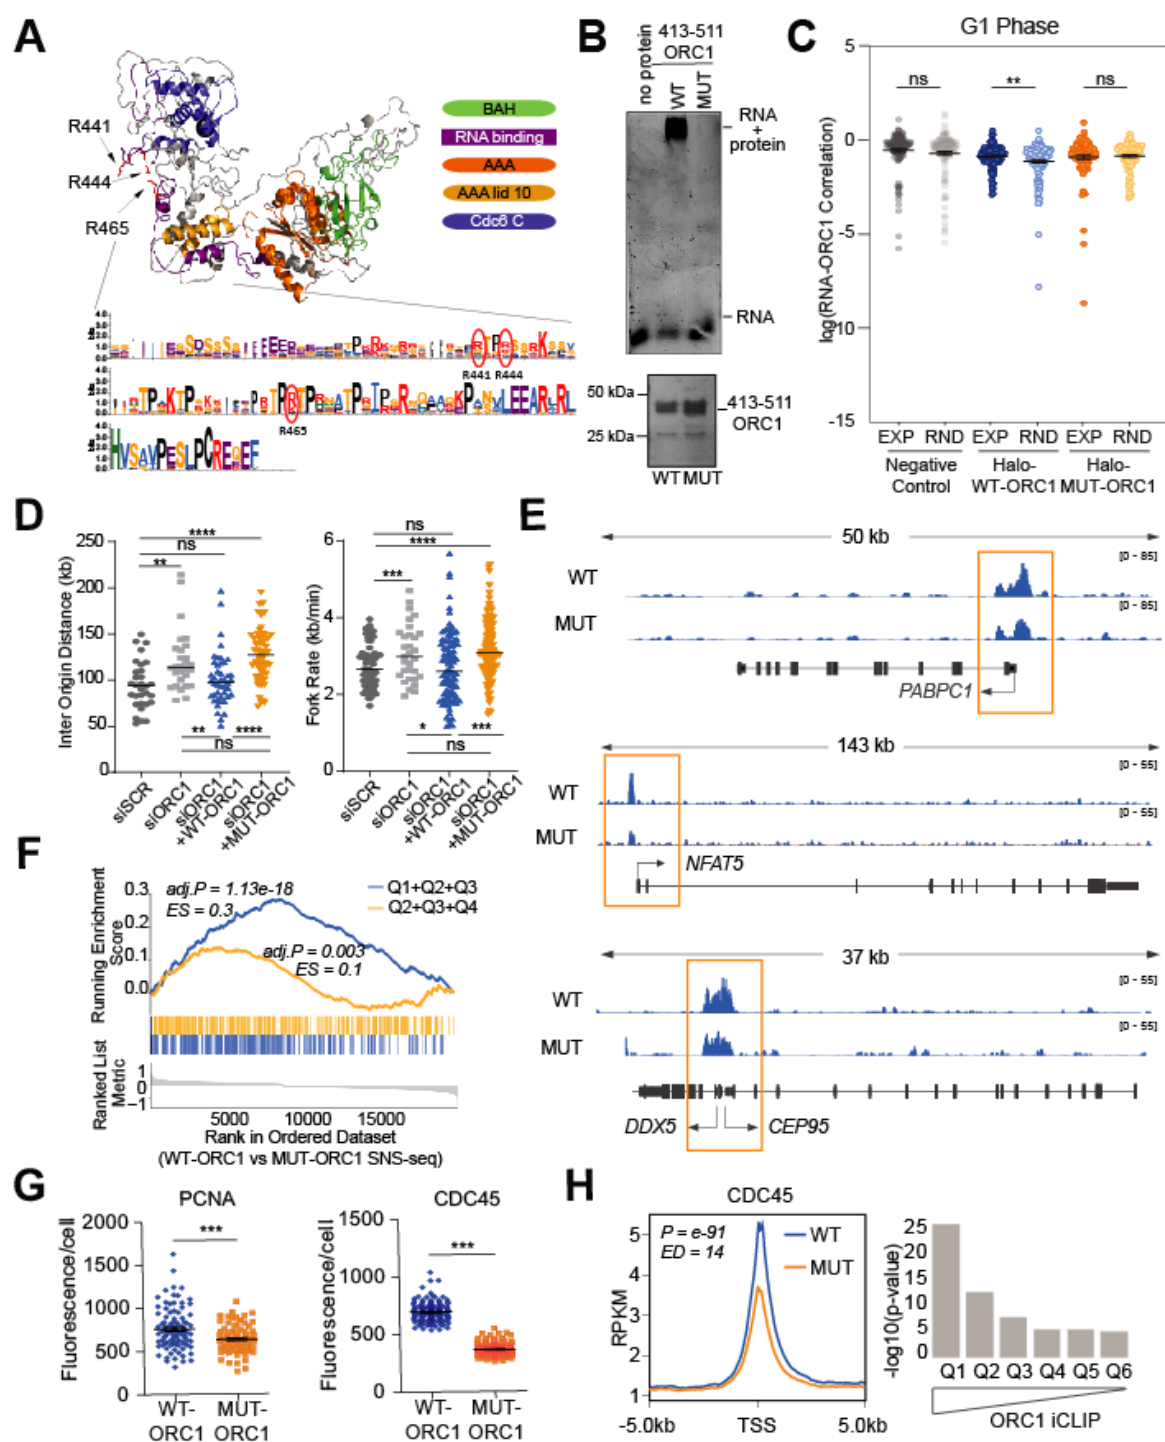 A
R441
R444
R465
BAH
RNA binding
AAA
AAA lid 10
Cdc6 C
R441 R444
R465
HVSAVPESLPCREQEF
B
no protein
413-511
ORC1
WT
MUT
RNA
+
protein
RNA
50 kDa
25 kDa
413-511
ORC1
WT MUT
C
G1 Phase
log(RNA-ORC1 Correlation)
5
0
-5
-10
-15
ns
**
ns
EXP RND EXP RND EXP RND
Negative Control
Halo-WT-ORC1
Halo-MUT-ORC1
D
Inter Origin Distance (kb)
250
200
150
100
50
0
****
ns
**
** ****
ns
siSCR
siORC1
siORC1 +WT-ORC1
siORC1 +MUT-ORC1
Fork Rate (kb/min)
6
4
2
0
ns
****
***
* ***
ns
siSCR
siORC1
siORC1 +WT-ORC1
siORC1 +MUT-ORC1
E
50 kb
[0 - 85]
WT
[0 - 85]
MUT
PABPC1
143 kb
[0 - 55]
WT
[0 - 55]
MUT
NFAT5
37 kb
[0 - 55]
WT
[0 - 55]
MUT
DDX5
CEP95
F
Running Enrichment Score
0.3
0.2
0.1
0.0
adj.P = 1.13e-18
ES = 0.3
Q1+Q2+Q3
Q2+Q3+Q4
adj.P = 0.003
ES = 0.1
Ranked List Metric
1
0
-1
5000 10000 15000
Rank in Ordered Dataset
(WT-ORC1 vs MUT-ORC1 SNS-seq)
G
PCNA
Fluorescence/cell
2000
1500
1000
500
0
***
WT-ORC1
MUT-ORC1
CDC45
Fluorescence/cell
1500
1000
500
0
***
WT-ORC1
MUT-ORC1
H
CDC45
RPKM
5
4
3
2
1
P = e-91
ED = 14
WT
MUT
-5.0kb TSS 5.0kb
-log10(p-value)
25
20
15
10
5
0
Q1 Q2 Q3 Q4 Q5 Q6
ORC1 iCLIP